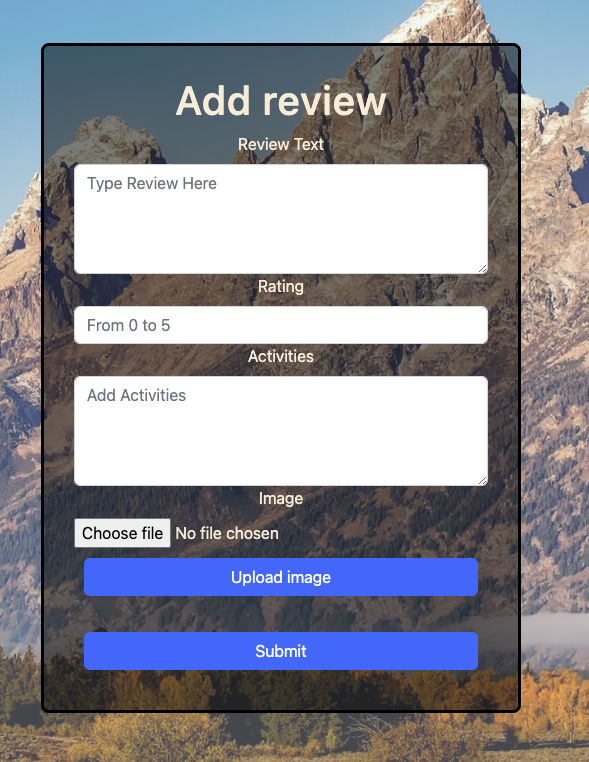 Add review
Review Text
Type Review Here
Rating
From 0 to 5
Activities
Add Activities
Image
Choose file No file chosen
Upload image
Submit